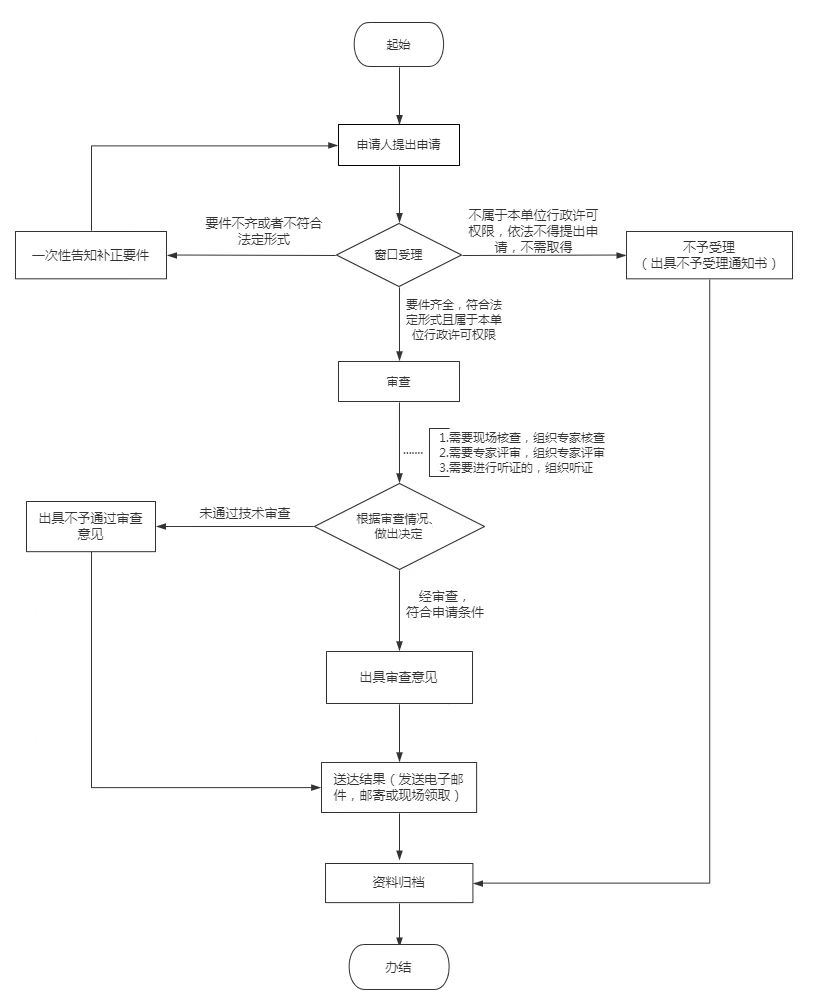 起始
申请人提出申请
要件不齐或者不符合
法定形式
不属于本单位行政许可
权限，依法不得提出申
请，不需取得
一次性告知补正要件
窗口受理
不予受理
（出具不予受理通知书）
要件齐全，符合法
定形式且属于本单
位行政许可权限
审查
1.需要现场核查，组织专家核查
2.需要专家评审，组织专家评审
3.需要进行听证的，组织听证
出具不予通过审查
意见
未通过技术审查
根据审查情况、
做出决定
经审查，
符合申请条件
出具审查意见
送达结果（发送电子邮
件，邮寄或现场领取）
资料归档
办结